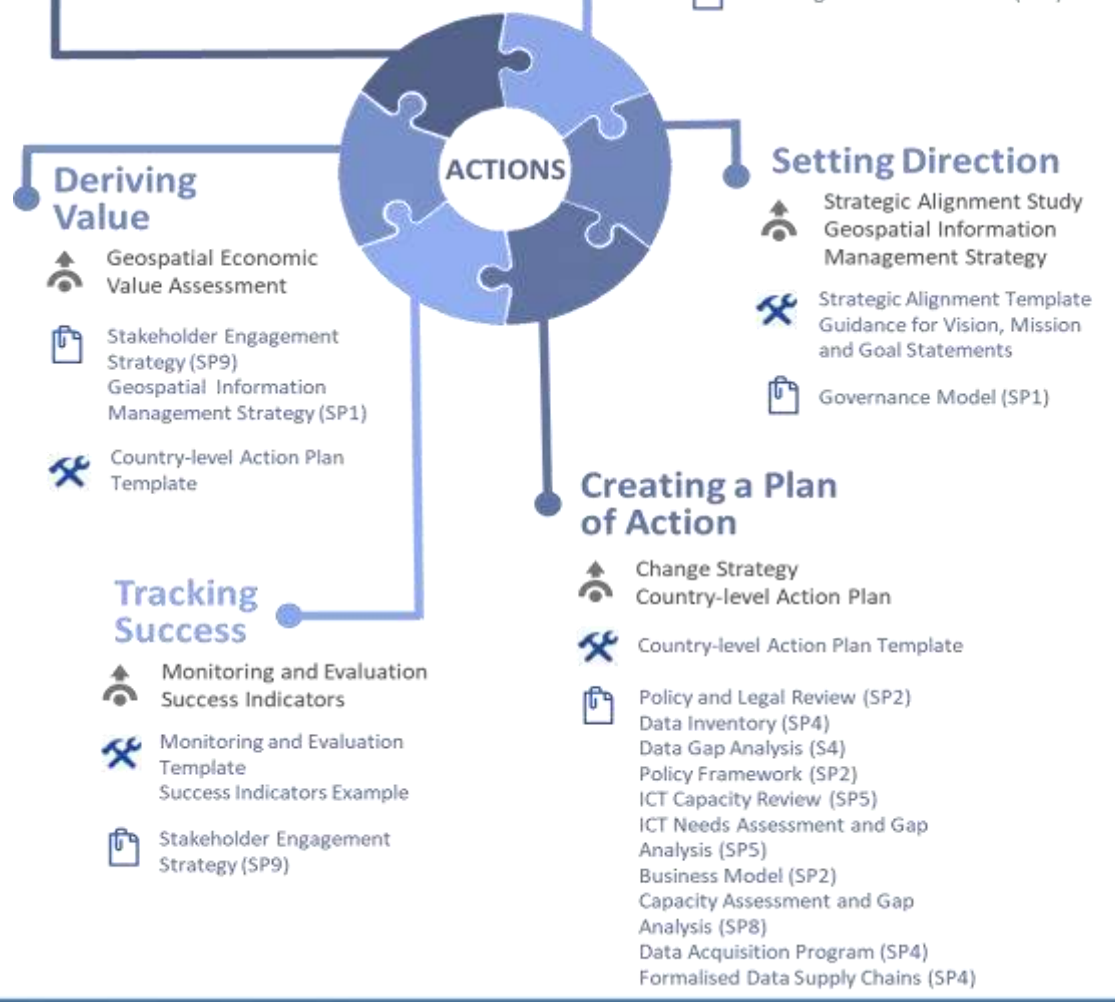 ACTIONS
Deriving
Value
Geospatial Economic
Value Assessment
Stakeholder Engagement
Strategy (SP9)
Geospatial Information
Management Strategy (SP1)
Country-level Action Plan
Template
Setting Direction
Strategic Alignment Study
Geospatial Information
Management Strategy
Strategic Alignment Template
Guidance for Vision, Mission
and Goal Statements
Governance Model (SP1)
Creating a Plan
of Action
Change Strategy
Country-level Action Plan
Country-level Action Plan Template
Policy and Legal Review (SP2)
Data Inventory (SP4)
Data Gap Analysis (S4)
Policy Framework (SP2)
ICT Capacity Review (SP5)
ICT Needs Assessment and Gap
Analysis (SP5)
Business Model (SP2)
Capacity Assessment and Gap
Analysis (SP8)
Data Acquisition Program (SP4)
Formalised Data Supply Chains (SP4)
Tracking
Success
Monitoring and Evaluation
Success Indicators
Monitoring and Evaluation
Template
Success Indicators Example
Stakeholder Engagement
Strategy (SP9)